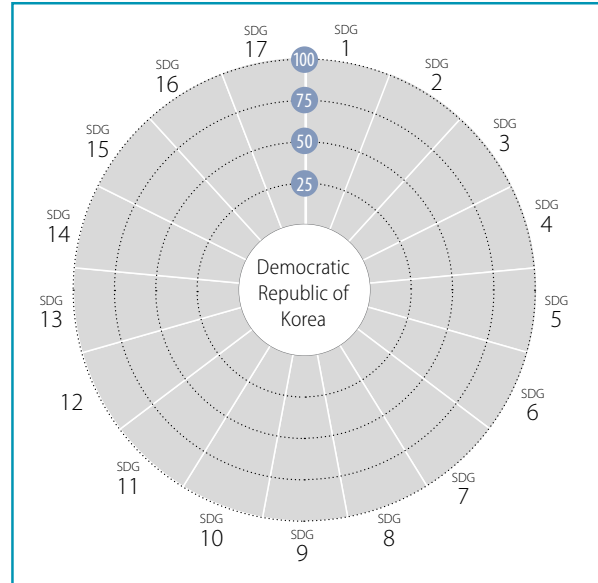 SDG
1
SDG
2
SDG
3
SDG
4
SDG
5
SDG
6
SDG
7
SDG
8
SDG
9
SDG
10
SDG
11
12
SDG
13
SDG
14
SDG
15
SDG
16
SDG
17
100
75
50
25
Democratic
Republic of
Korea